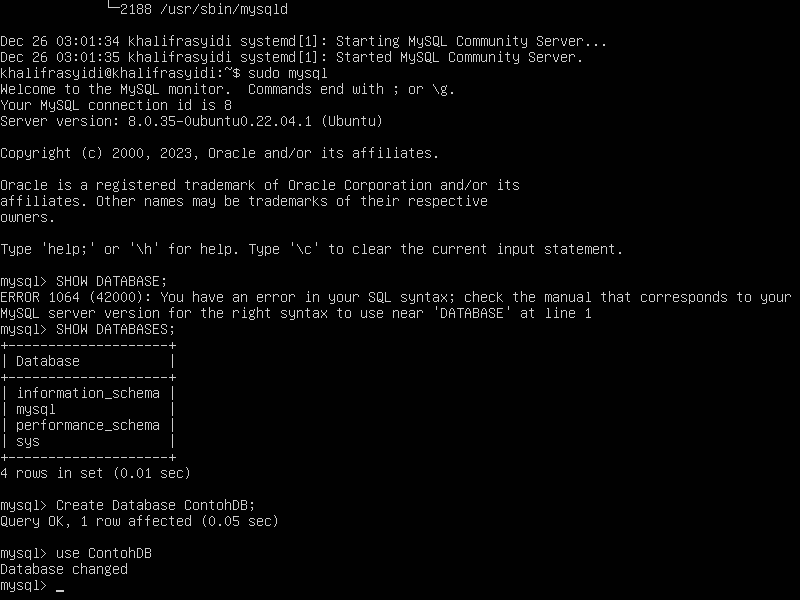 └─2188 /usr/sbin/mysqld

Dec 26 03:01:34 khalifrasyidi systemd[1]: Starting MySQL Community Server...
Dec 26 03:01:35 khalifrasyidi systemd[1]: Started MySQL Community Server.
khalifrasyidi@khalifrasyidi:~$ sudo mysql
Welcome to the MySQL monitor.  Commands end with ; or \g.
Your MySQL connection id is 8
Server version: 8.0.35-0ubuntu0.22.04.1 (Ubuntu)

Copyright (c) 2000, 2023, Oracle and/or its affiliates.

Oracle is a registered trademark of Oracle Corporation and/or its
affiliates. Other names may be trademarks of their respective
owners.

Type 'help;' or '\h' for help. Type '\c' to clear the current input statement.

mysql> SHOW DATABASE;
ERROR 1064 (42000): You have an error in your SQL syntax; check the manual that corresponds to your
MySQL server version for the right syntax to use near 'DATABASE' at line 1
mysql> SHOW DATABASES;
+--------------------+
| Database           |
+--------------------+
| information_schema |
| mysql              |
| performance_schema |
| sys                |
+--------------------+
4 rows in set (0.01 sec)

mysql> Create Database ContohDB;
Query OK, 1 row affected (0.05 sec)

mysql> use ContohDB
Database changed
mysql> _